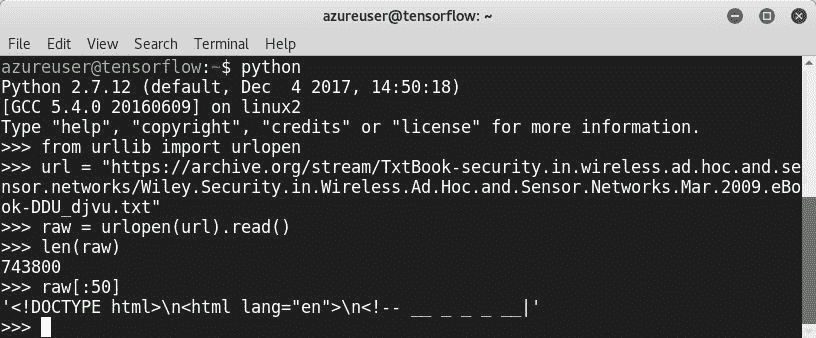 azureuser@tensorflow: ~
File Edit View Search Terminal Help
azureuser@tensorflow:~$ python
Python 2.7.12 (default, Dec  4 2017, 14:50:18)
[GCC 5.4.0 20160609] on linux2
Type "help", "copyright", "credits" or "license" for more information.
>>> from urllib import urlopen
>>> url = "https://archive.org/stream/TxtBook-security.in.wireless.ad.hoc.and.se
nsor.networks/Wiley.Security.in.Wireless.Ad.Hoc.and.Sensor.Networks.Mar.2009.eBo
ok-DDU_djvu.txt"
>>> raw = urlopen(url).read()
>>> len(raw)
743800
>>> raw[:50]
'<!DOCTYPE html>\n<html lang="en">\n<!-- __ _ _ _ __|'
>>>